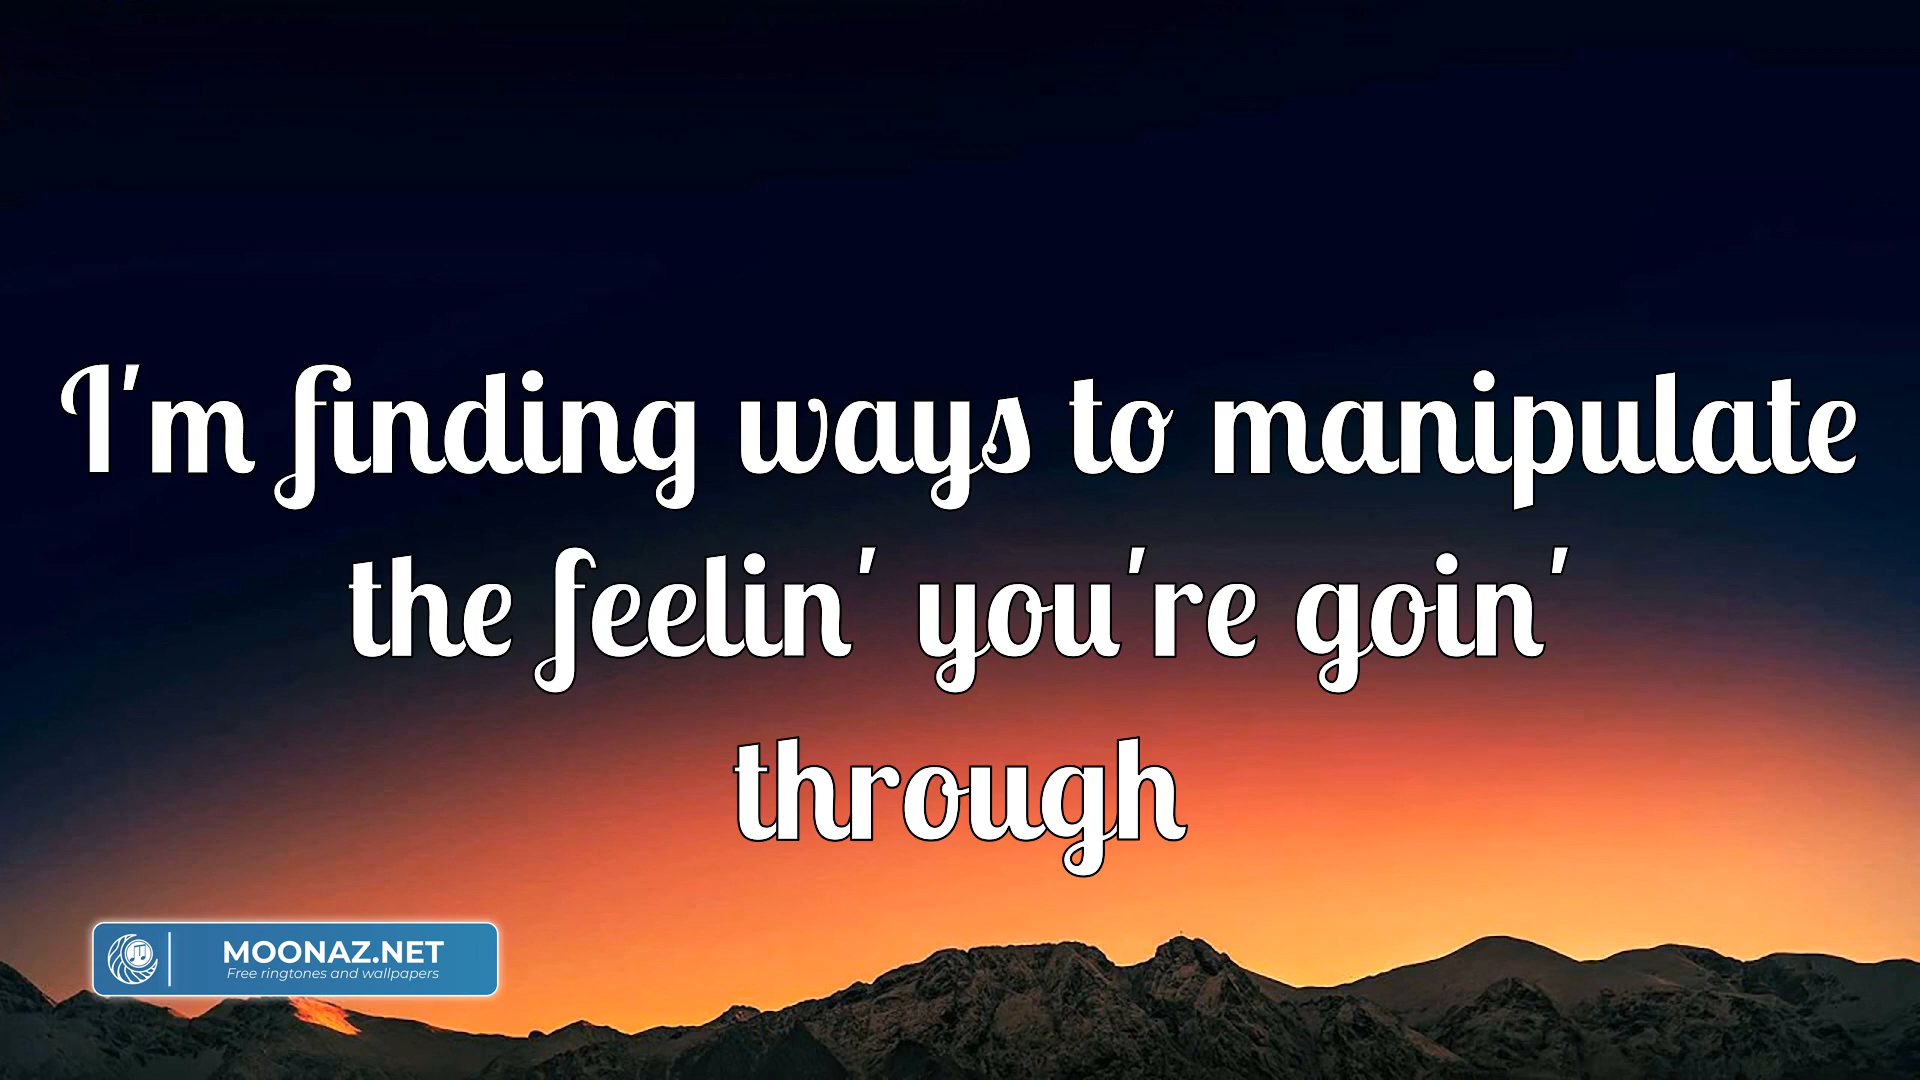 I'm finding ways to manipulate
the feelin' you're goin'
through
MOONAZ.NET
Free ringtones and wallpapers